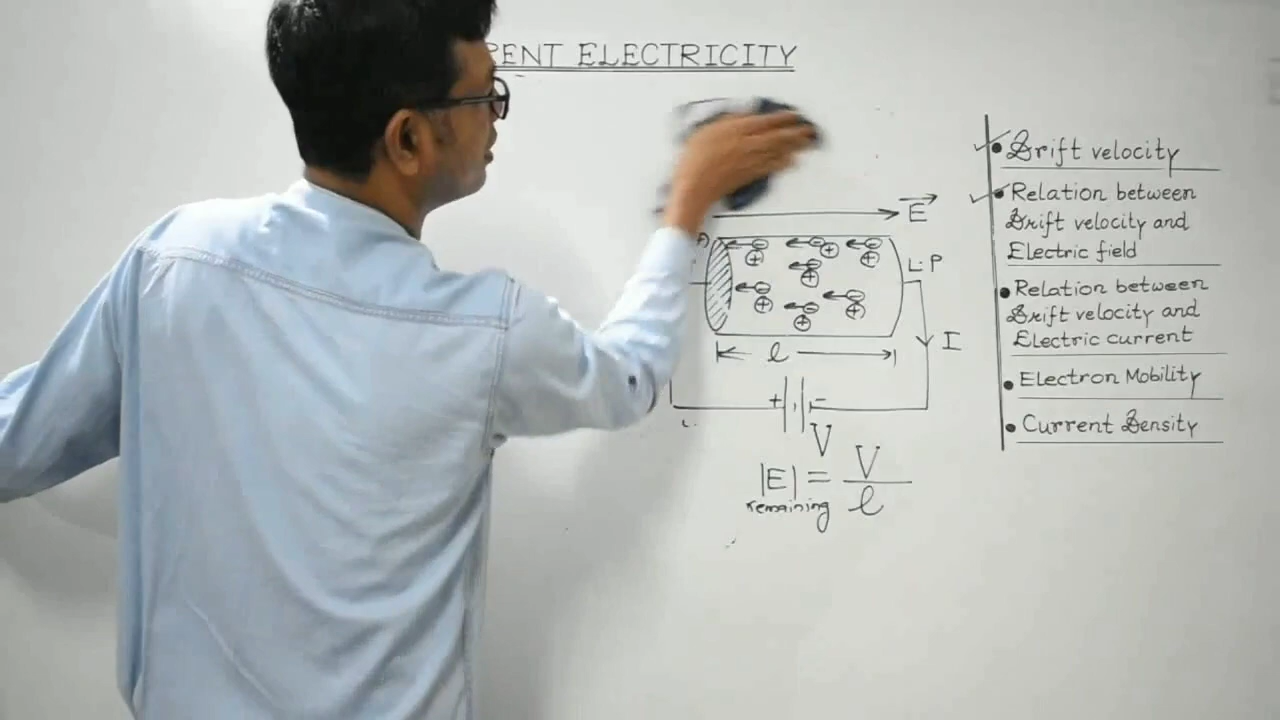 RENT ELECTRICITY
E
L.P
l
I
+ -
V
|E| = V / l
remaining
• Drift velocity
• Relation between
Drift velocity and
Electric field
• Relation between
Drift velocity and
Electric current
• Electron Mobility
• Current Density